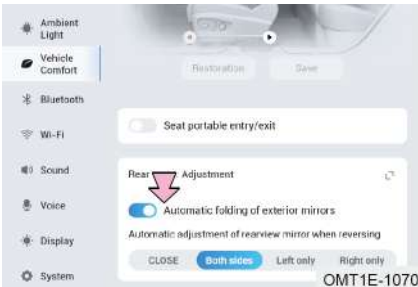 Ambient
Light
Vehicle
Comfort
Restoration
Save
Bluetooth
Seat portable entry/exit
Wi-Fi
Sound
Rear
Adjustment
Voice
Automatic folding of exterior mirrors
Display
Automatic adjustment of rearview mirror when reversing
CLOSE
Both sides
Left only
Right only
System
OMT1E-1070